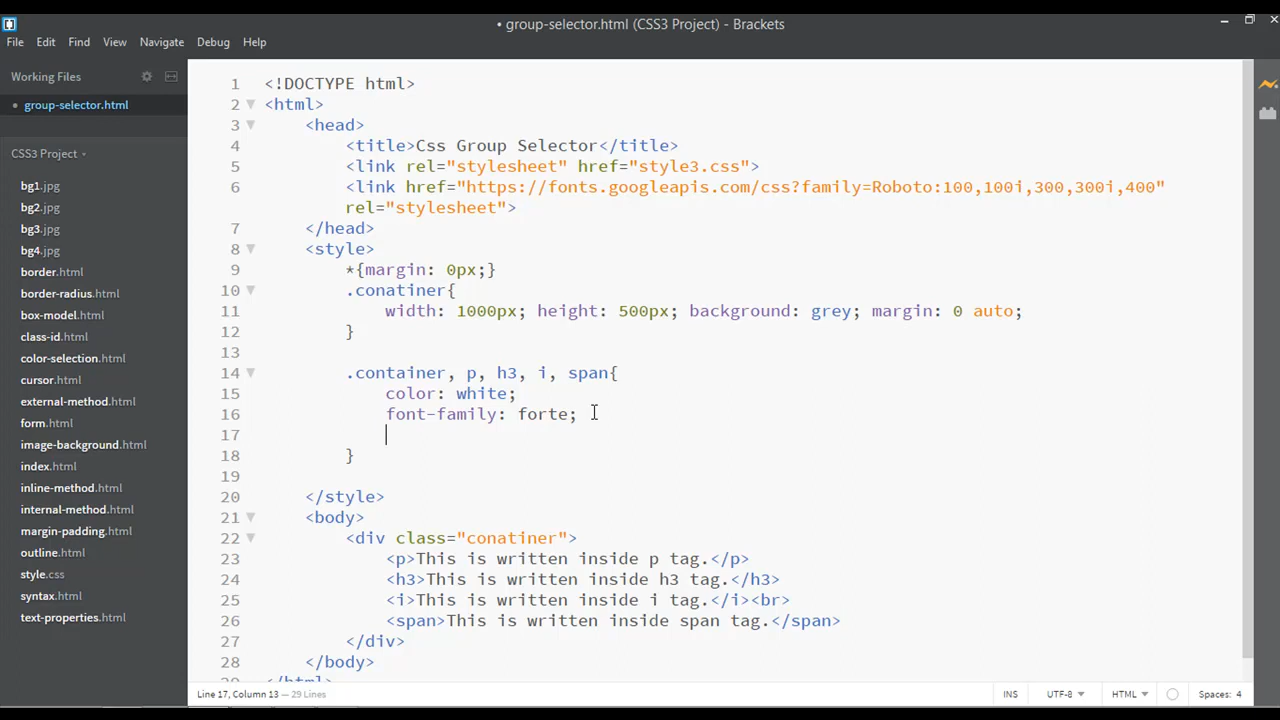 • group-selector.html (CSS3 Project) - Brackets
File Edit Find View Navigate Debug Help
Working Files
• group-selector.html
CSS3 Project
bg1.jpg
bg2.jpg
bg3.jpg
bg4.jpg
border.html
border-radius.html
box-model.html
class-id.html
color-selection.html
cursor.html
external-method.html
form.html
image-background.html
index.html
inline-method.html
internal-method.html
margin-padding.html
outline.html
style.css
syntax.html
text-properties.html
1 <!DOCTYPE html>
2 <html>
3 <head>
4 <title>Css Group Selector</title>
5 <link rel="stylesheet" href="style3.css">
6 <link href="https://fonts.googleapis.com/css?family=Roboto:100,100i,300,300i,400"
rel="stylesheet">
7 </head>
8 <style>
9 *{margin: 0px;}
10 .conatiner{
11 width: 1000px; height: 500px; background: grey; margin: 0 auto;
12 }
13
14 .container, p, h3, i, span{
15 color: white;
16 font-family: forte;
17
18 }
19
20 </style>
21 <body>
22 <div class="conatiner">
23 <p>This is written inside p tag.</p>
24 <h3>This is written inside h3 tag.</h3>
25 <i>This is written inside i tag.</i><br>
26 <span>This is written inside span tag.</span>
27 </div>
28 </body>
29 </html>
Line 17, Column 13 — 29 Lines
INS UTF-8 HTML Spaces: 4